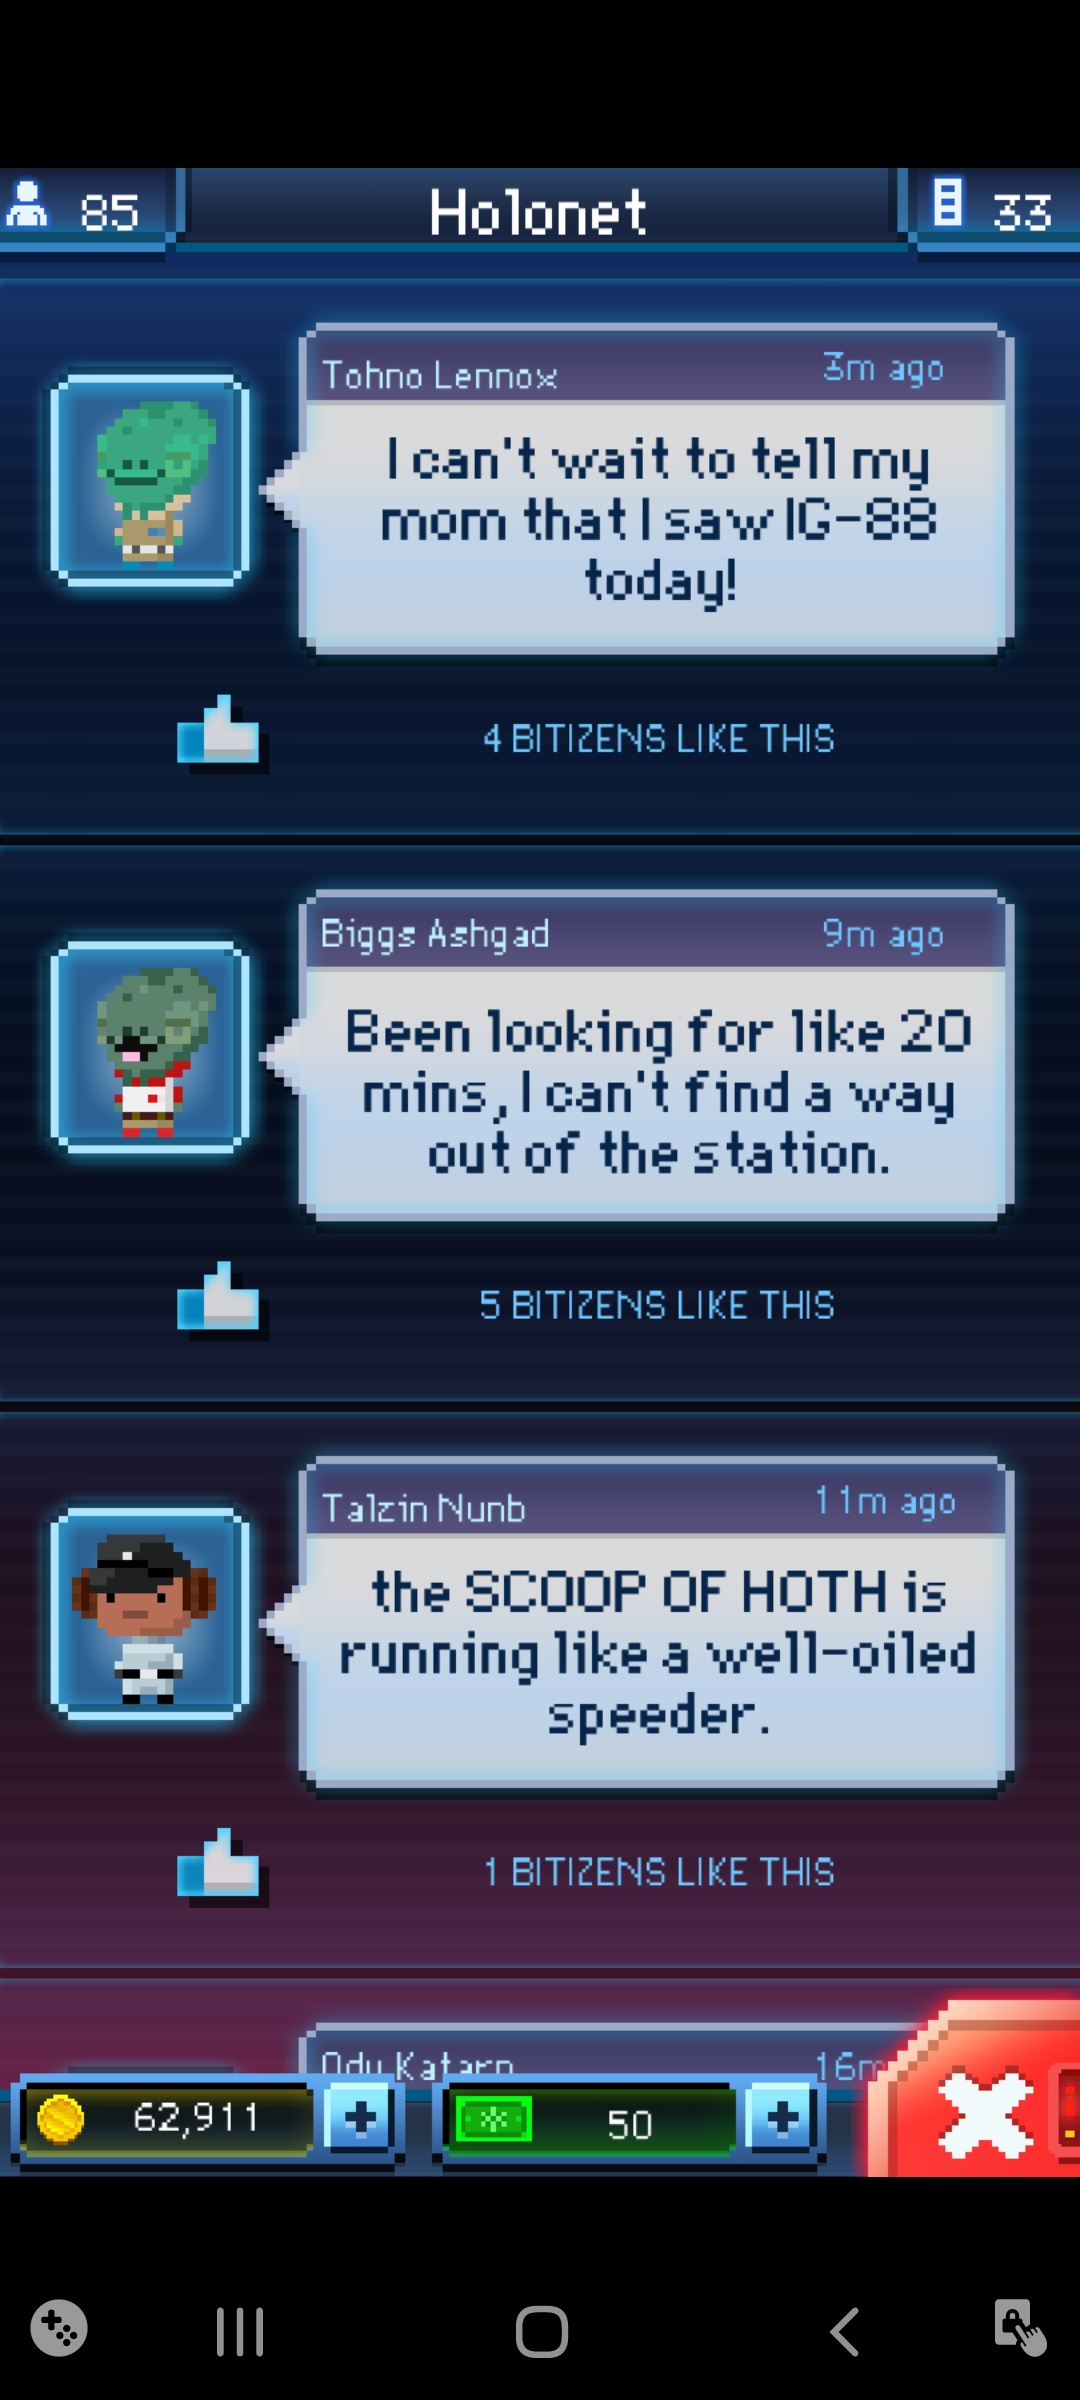 85
Holonet
33
Tohno Lennox
3m ago
I can't wait to tell my
mom that I saw IG-88
today!
4 BITIZENS LIKE THIS
Biggs Ashgad
9m ago
Been looking for like 20
mins, I can't find a way
out of the station.
5 BITIZENS LIKE THIS
Talzin Nunb
11m ago
the SCOOP OF HOTH is
running like a well-oiled
speeder.
1 BITIZENS LIKE THIS
Odu Katarn
16m
62,911
50